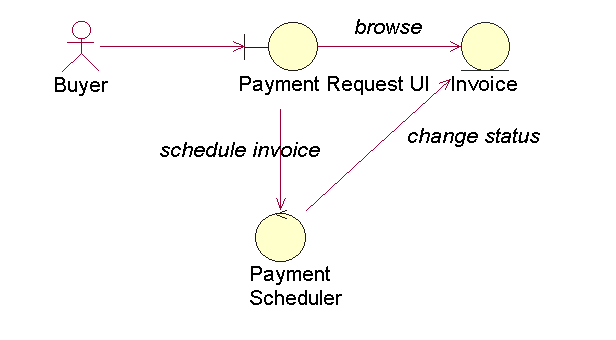 browse
Buyer
Payment Request UI
Invoice
schedule invoice
change status
Payment
Scheduler